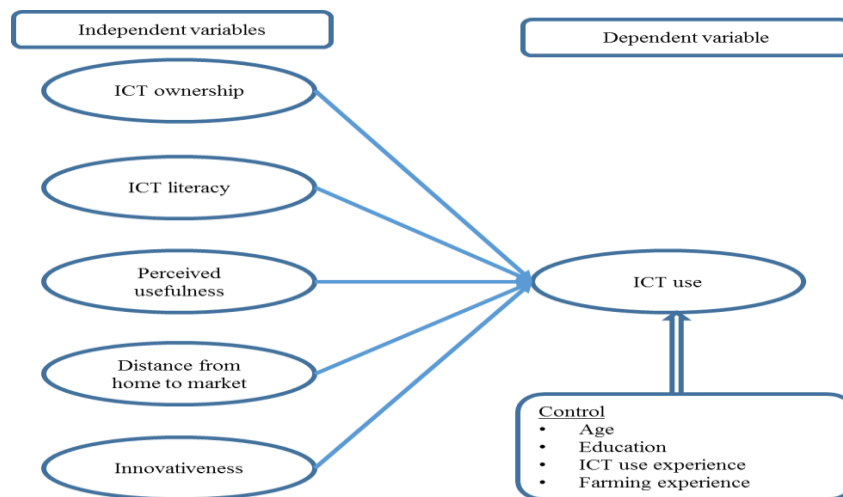 Independent variables
Dependent variable
ICT ownership
ICT literacy
Perceived
usefulness
ICT use
Distance from
home to market
Innovativeness
Control
• Age
• Education
• ICT use experience
• Farming experience